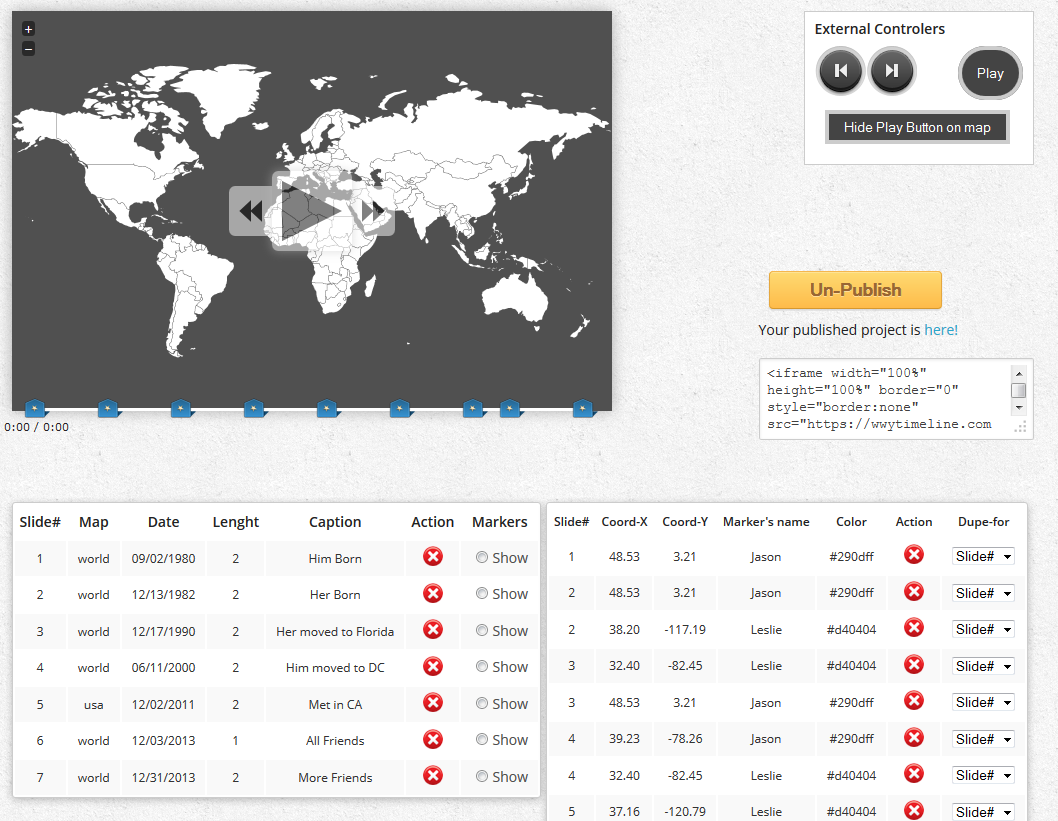 +
−
0:00 / 0:00
External Controlers
Play
Hide Play Button on map
Un-Publish
Your published project is here!
<iframe width="100%"
height="100%" border="0"
style="border:none"
src="https://wwytimeline.com
Slide# Map Date Lenght Caption Action Markers
1 world 09/02/1980 2 Him Born Show
2 world 12/13/1982 2 Her Born Show
3 world 12/17/1990 2 Her moved to Florida Show
4 world 06/11/2000 2 Him moved to DC Show
5 usa 12/02/2011 2 Met in CA Show
6 world 12/03/2013 1 All Friends Show
7 world 12/31/2013 2 More Friends Show
Slide# Coord-X Coord-Y Marker's name Color Action Dupe-for
1 48.53 3.21 Jason #290dff Slide#
2 48.53 3.21 Jason #290dff Slide#
2 38.20 -117.19 Leslie #d40404 Slide#
3 32.40 -82.45 Leslie #d40404 Slide#
3 48.53 3.21 Jason #290dff Slide#
4 39.23 -78.26 Jason #290dff Slide#
4 32.40 -82.45 Leslie #d40404 Slide#
5 37.16 -120.79 Leslie #d40404 Slide#